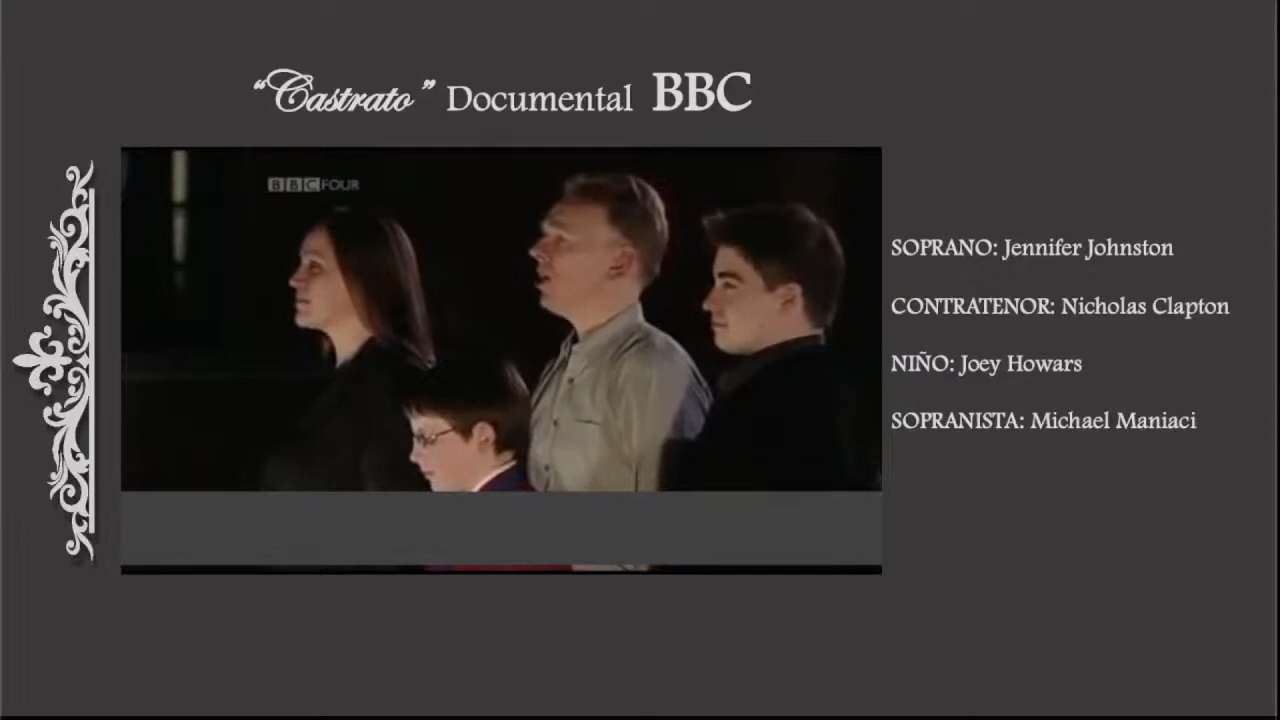 “Castrato” Documental BBC
BBC FOUR
SOPRANO: Jennifer Johnston
CONTRATENOR: Nicholas Clapton
NIÑO: Joey Howars
SOPRANISTA: Michael Maniaci